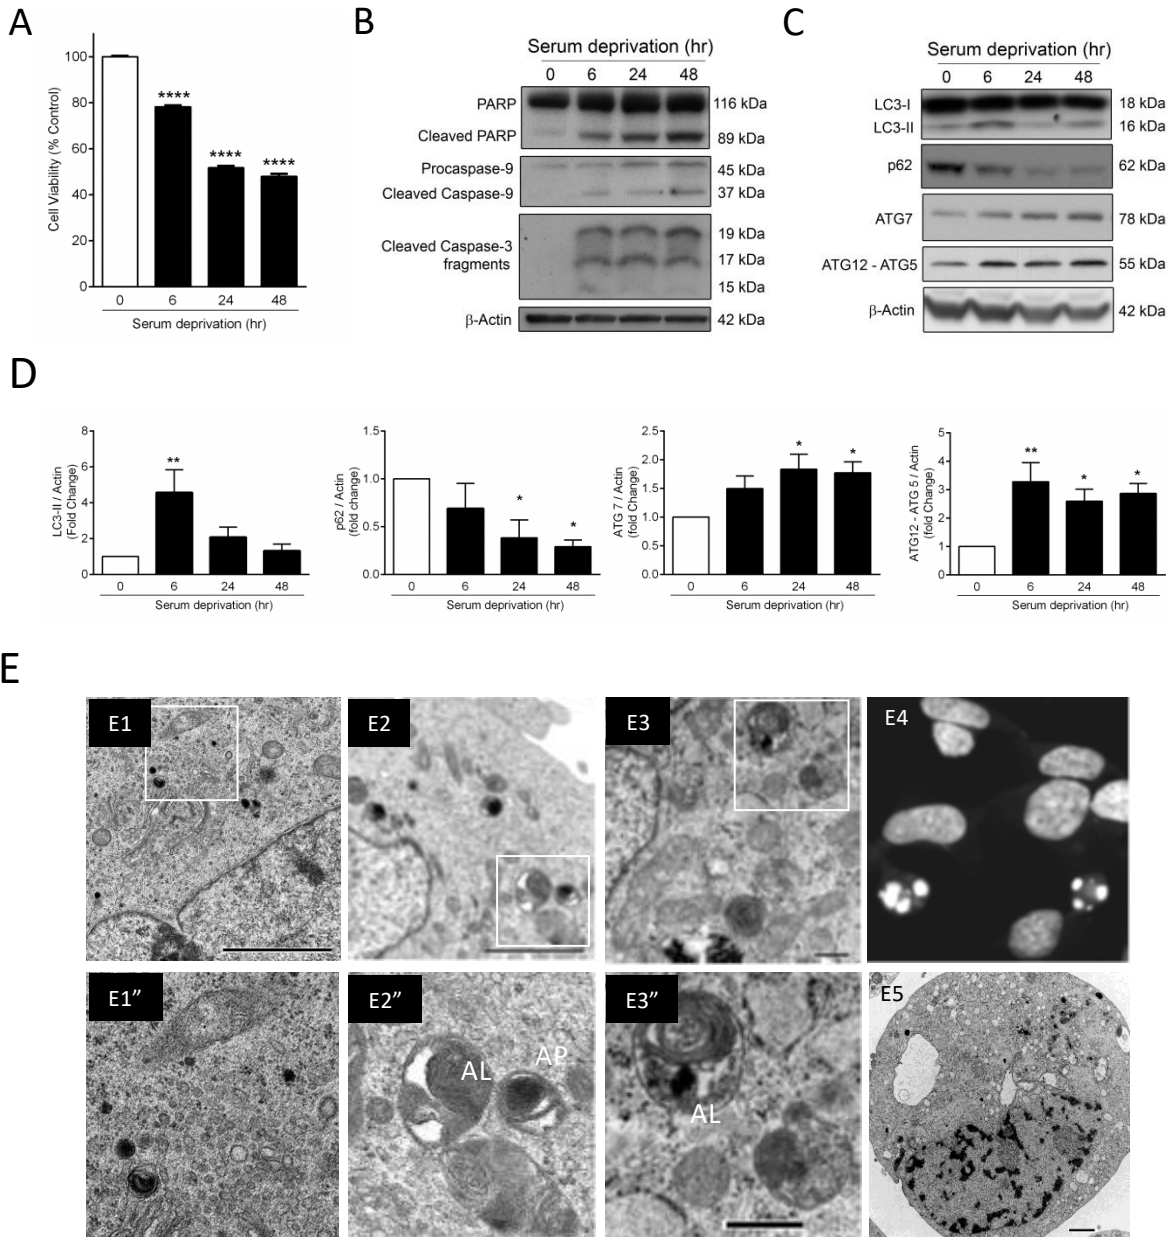 A
Cell Viability (% Control)
100
80
60
40
20
0
****
****
****
0 6 24 48
Serum deprivation (hr)
B
Serum deprivation (hr)
0 6 24 48
PARP 116 kDa
Cleaved PARP 89 kDa
Procaspase-9 45 kDa
Cleaved Caspase-9 37 kDa
19 kDa
Cleaved Caspase-3 17 kDa
fragments
15 kDa
β-Actin 42 kDa
C
Serum deprivation (hr)
0 6 24 48
LC3-I 18 kDa
LC3-II 16 kDa
p62 62 kDa
ATG7 78 kDa
ATG12 - ATG5 55 kDa
β-Actin 42 kDa
D
LC3-II / Actin
(Fold Change)
8
6
4
2
0
**
0 6 24 48
Serum deprivation (hr)
p62 / Actin
(fold Change)
1.5
1.0
0.5
0.0
*
*
0 6 24 48
Serum deprivation (hr)
ATG 7 / Actin
(fold Change)
2.5
2.0
1.5
1.0
0.5
0.0
*
*
0 6 24 48
Serum deprivation (hr)
ATG12 - ATG 5 / Actin
(fold Change)
5
4
3
2
1
0
**
*
*
0 6 24 48
Serum deprivation (hr)
E
E1
E2
E3
E4
E1”
E2”
AL
AP
E3”
AL
E5